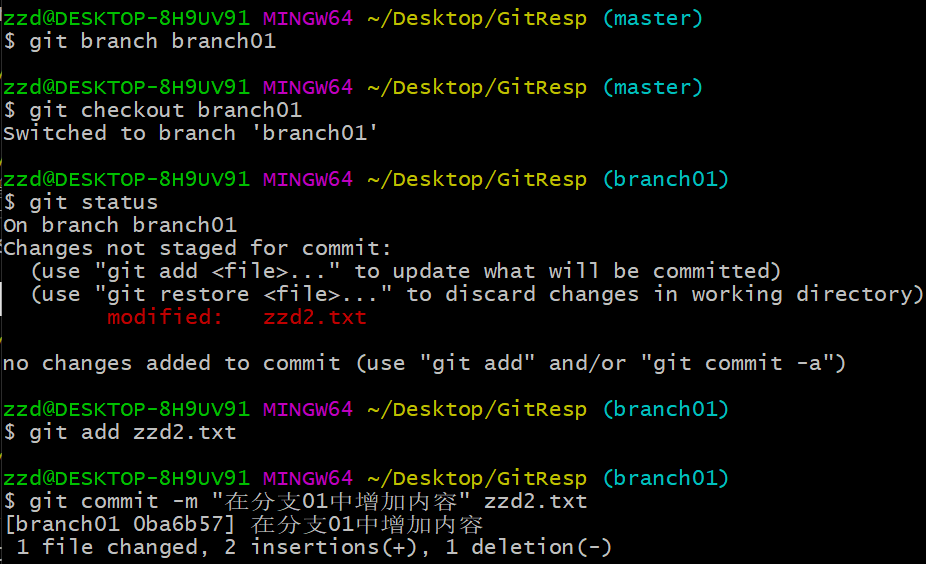 zzd@DESKTOP-8H9UV91 MINGW64 ~/Desktop/GitResp (master)
$ git branch branch01
zzd@DESKTOP-8H9UV91 MINGW64 ~/Desktop/GitResp (master)
$ git checkout branch01
Switched to branch 'branch01'
zzd@DESKTOP-8H9UV91 MINGW64 ~/Desktop/GitResp (branch01)
$ git status
On branch branch01
Changes not staged for commit:
  (use "git add <file>..." to update what will be committed)
  (use "git restore <file>..." to discard changes in working directory)
        modified:   zzd2.txt
no changes added to commit (use "git add" and/or "git commit -a")
zzd@DESKTOP-8H9UV91 MINGW64 ~/Desktop/GitResp (branch01)
$ git add zzd2.txt
zzd@DESKTOP-8H9UV91 MINGW64 ~/Desktop/GitResp (branch01)
$ git commit -m "在分支01中增加内容" zzd2.txt
[branch01 0ba6b57] 在分支01中增加内容
 1 file changed, 2 insertions(+), 1 deletion(-)